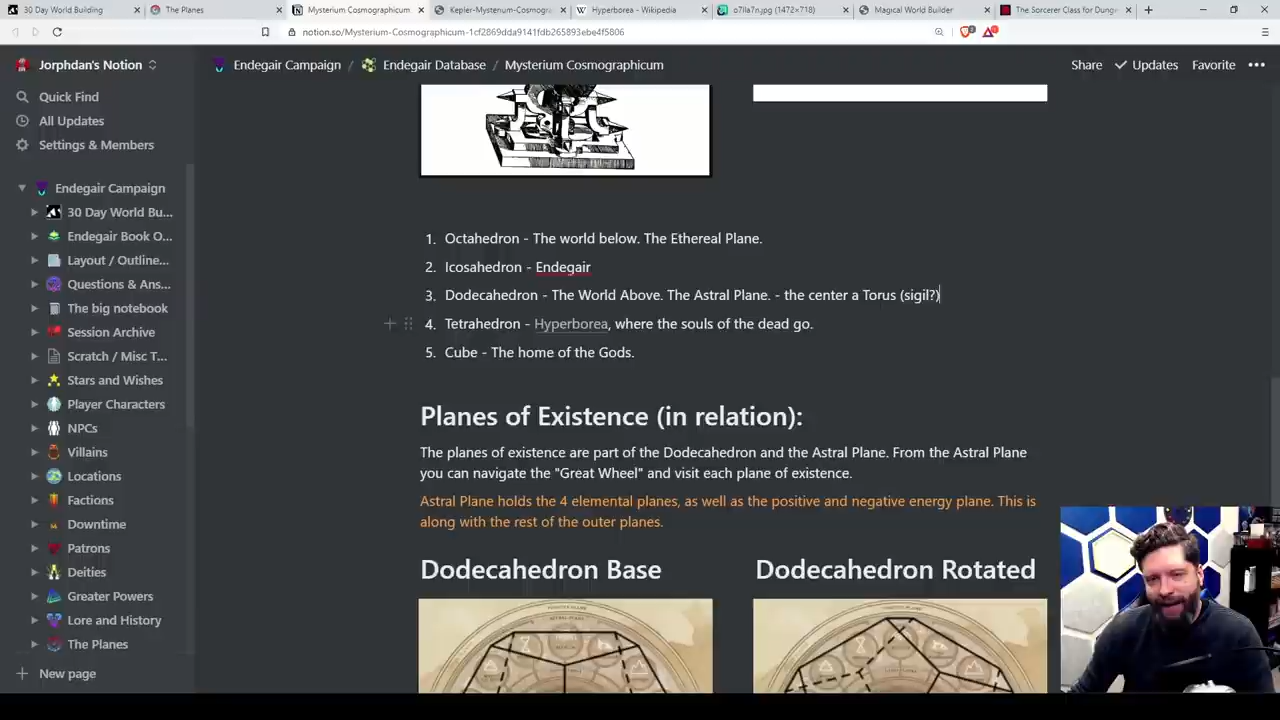 30 Day World Building
The Planes
Mysterium Cosmographicum
Kepler-Mysterium-Cosmogra
Hyperborea - Wikipedia
o7lla7n.jpg (1472×718)
Magical World Builder
The Sorcerer Class for Dunge
notion.so/Mysterium-Cosmographicum-1cf2869dda9141fdb265893ebe4f5806
Jorphdan's Notion
Endegair Campaign / Endegair Database / Mysterium Cosmographicum
Share Updates Favorite
Quick Find
All Updates
Settings & Members
Endegair Campaign
30 Day World Bu...
Endegair Book O...
Layout / Outline...
Questions & Ans...
The big notebook
Session Archive
Scratch / Misc T...
Stars and Wishes
Player Characters
NPCs
Villains
Locations
Factions
Downtime
Patrons
Deities
Greater Powers
Lore and History
The Planes
New page
1. Octahedron - The world below. The Ethereal Plane.
2. Icosahedron - Endegair
3. Dodecahedron - The World Above. The Astral Plane. - the center a Torus (sigil?)
4. Tetrahedron - Hyperborea, where the souls of the dead go.
5. Cube - The home of the Gods.
Planes of Existence (in relation):
The planes of existence are part of the Dodecahedron and the Astral Plane. From the Astral Plane
you can navigate the "Great Wheel" and visit each plane of existence.
Astral Plane holds the 4 elemental planes, as well as the positive and negative energy plane. This is
along with the rest of the outer planes.
Dodecahedron Base
Dodecahedron Rotated